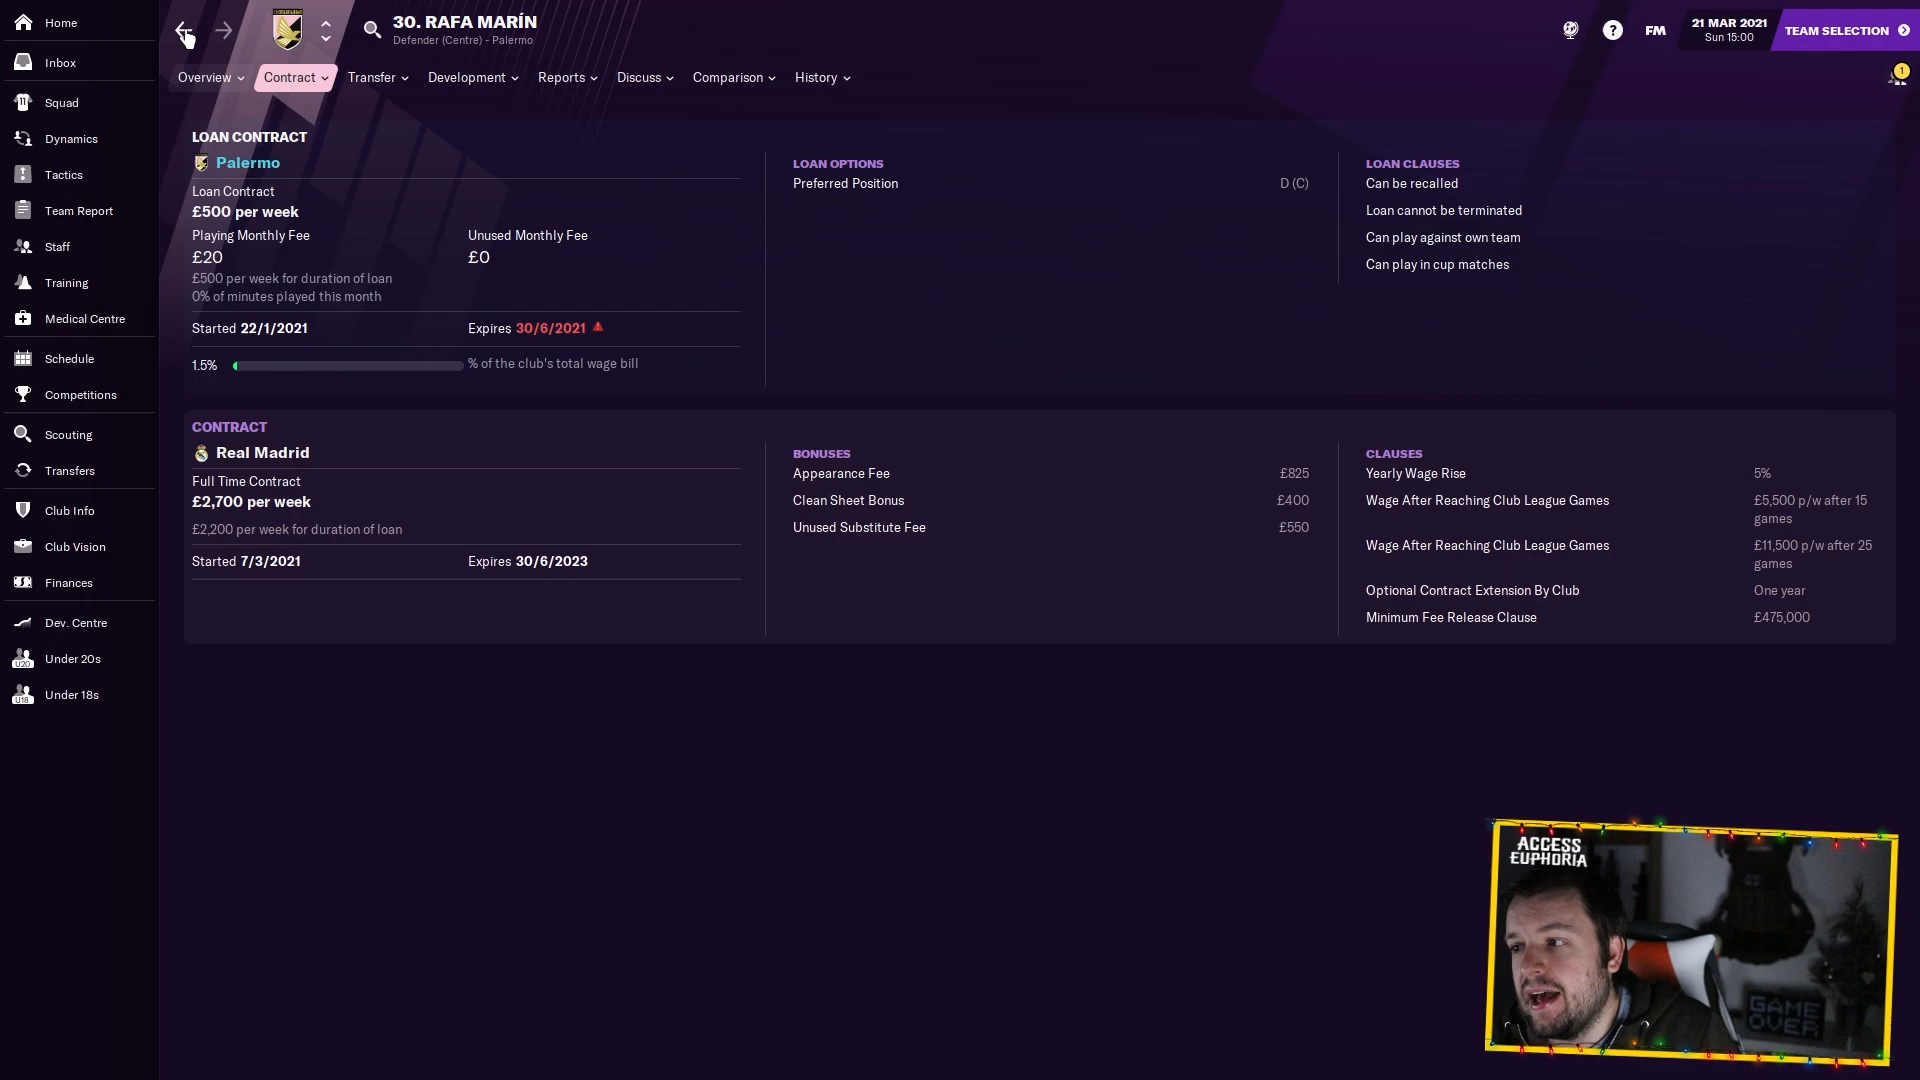 Home
Inbox
Squad
Dynamics
Tactics
Team Report
Staff
Training
Medical Centre
Schedule
Competitions
Scouting
Transfers
Club Info
Club Vision
Finances
Dev. Centre
U20 Under 20s
U18 Under 18s
30. RAFA MARÍN
Defender (Centre) - Palermo
? FM
21 MAR 2021
Sun 15:00
TEAM SELECTION
1
Overview Contract Transfer Development Reports Discuss Comparison History
LOAN CONTRACT
Palermo
Loan Contract
£500 per week
Playing Monthly Fee Unused Monthly Fee
£20 £0
£500 per week for duration of loan
0% of minutes played this month
Started 22/1/2021 Expires 30/6/2021
1.5% % of the club's total wage bill
LOAN OPTIONS
Preferred Position D (C)
LOAN CLAUSES
Can be recalled
Loan cannot be terminated
Can play against own team
Can play in cup matches
CONTRACT
Real Madrid
Full Time Contract
£2,700 per week
£2,200 per week for duration of loan
Started 7/3/2021 Expires 30/6/2023
BONUSES
Appearance Fee £825
Clean Sheet Bonus £400
Unused Substitute Fee £550
CLAUSES
Yearly Wage Rise 5%
Wage After Reaching Club League Games £5,500 p/w after 15
games
Wage After Reaching Club League Games £11,500 p/w after 25
games
Optional Contract Extension By Club One year
Minimum Fee Release Clause £475,000
ACCESS
EUPHORIA
GAME
OVER